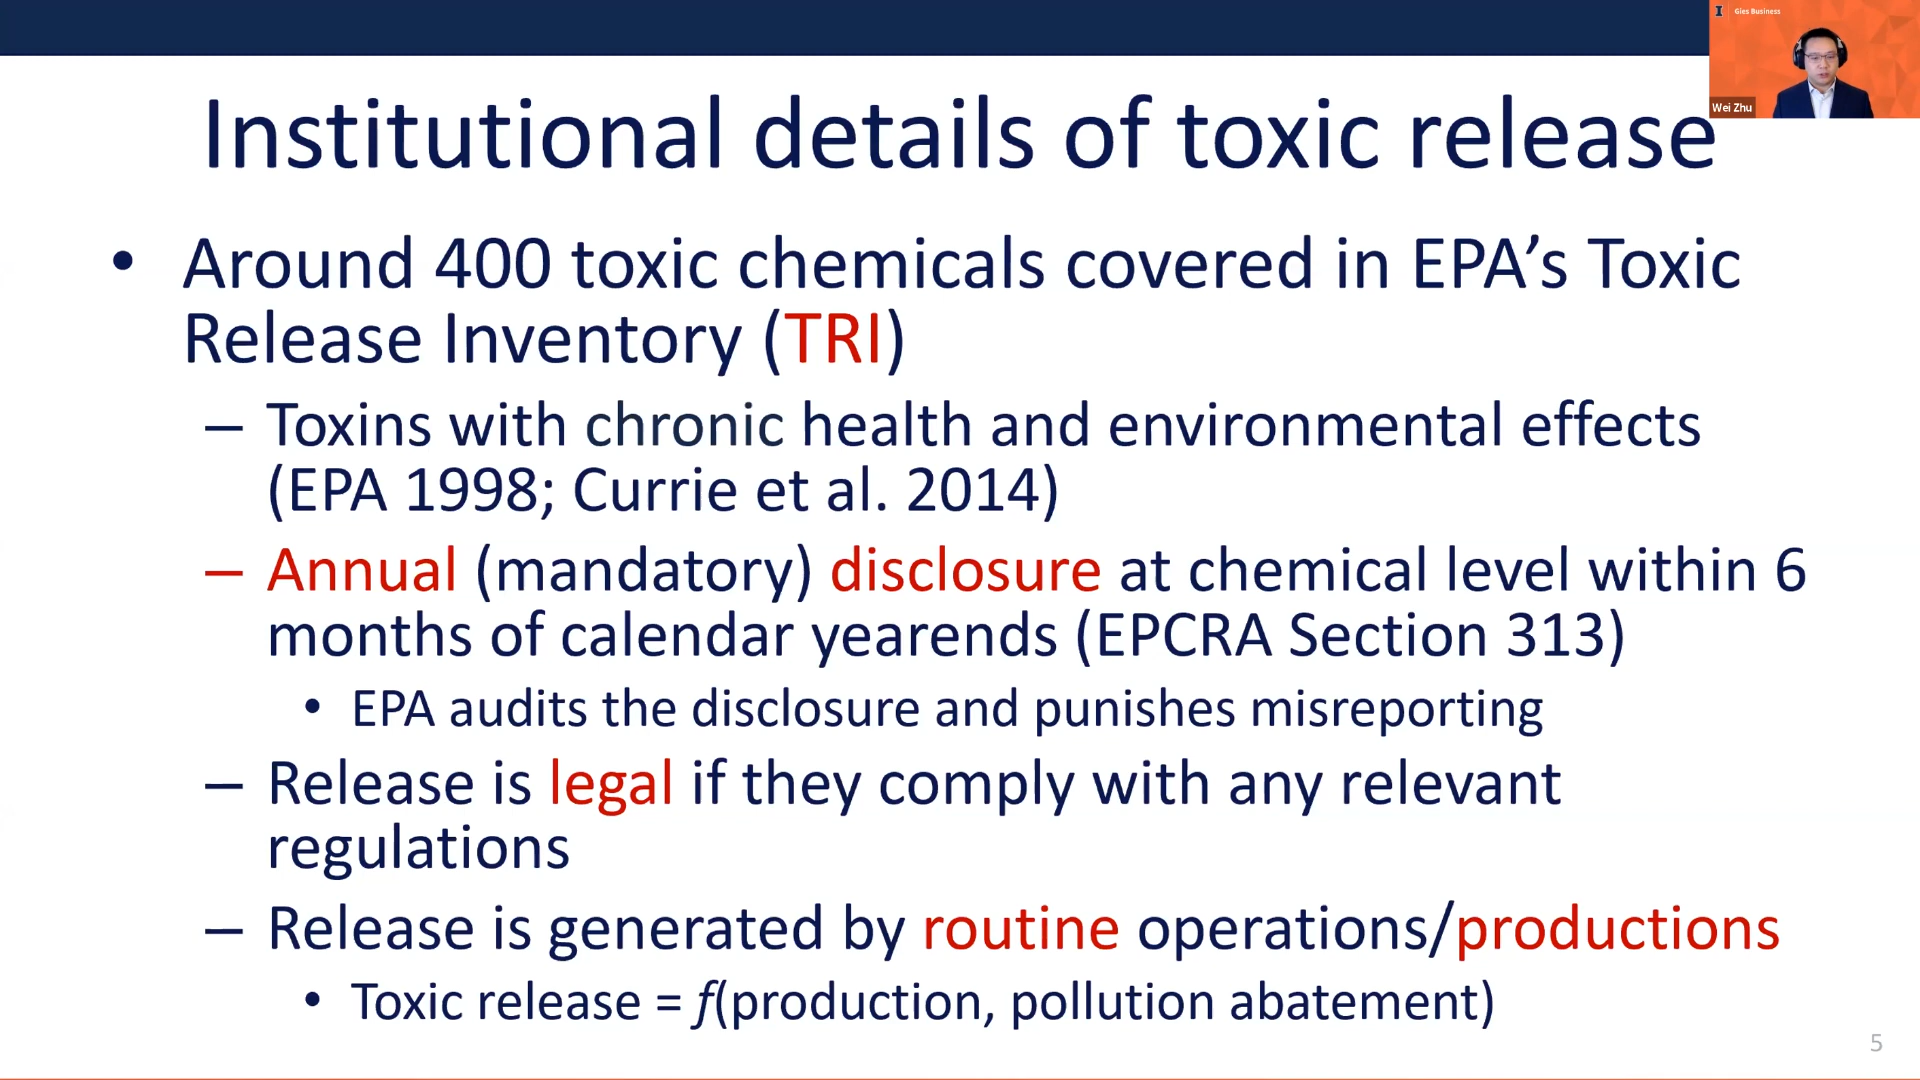 Gies Business
Wei Zhu
Institutional details of toxic release
• Around 400 toxic chemicals covered in EPA’s Toxic
Release Inventory (TRI)
– Toxins with chronic health and environmental effects
(EPA 1998; Currie et al. 2014)
– Annual (mandatory) disclosure at chemical level within 6
months of calendar yearends (EPCRA Section 313)
• EPA audits the disclosure and punishes misreporting
– Release is legal if they comply with any relevant
regulations
– Release is generated by routine operations/productions
• Toxic release = f(production, pollution abatement)
5